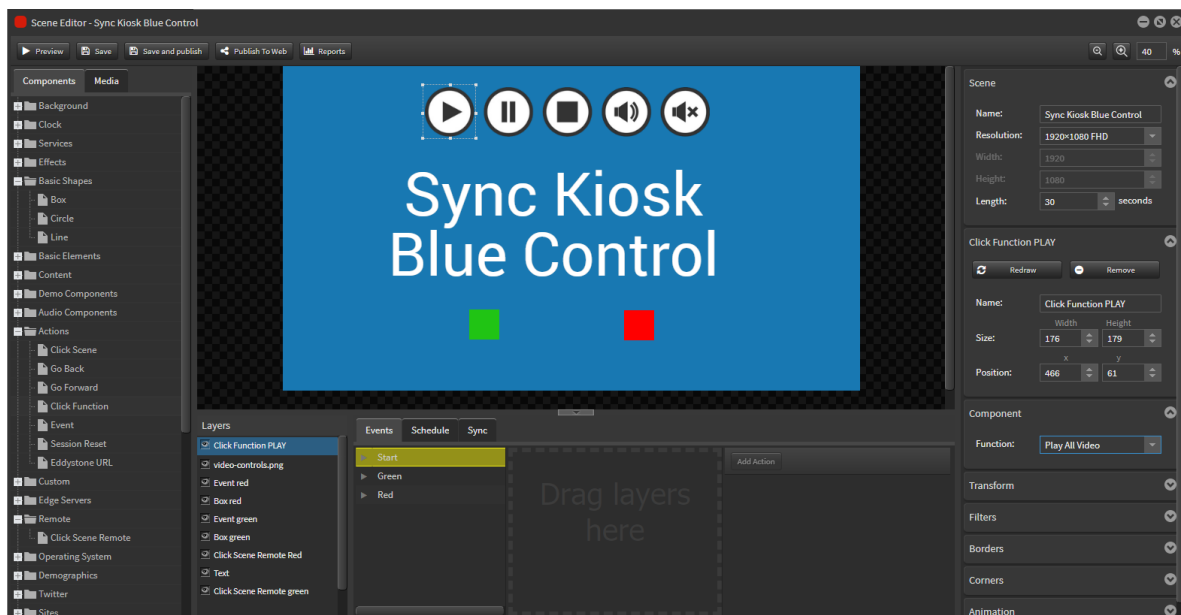 Scene Editor - Sync Kiosk Blue Control
Preview
Save
Save and publish
Publish To Web
Reports
40 %
Components
Media
Background
Clock
Services
Effects
Basic Shapes
Box
Circle
Line
Basic Elements
Content
Demo Components
Audio Components
Actions
Click Scene
Go Back
Go Forward
Click Function
Event
Session Reset
Eddystone URL
Custom
Edge Servers
Remote
Click Scene Remote
Operating System
Demographics
Twitter
Sites
Sync Kiosk
Blue Control
Layers
Click Function PLAY
video-controls.png
Event red
Box red
Event green
Box green
Click Scene Remote Red
Text
Click Scene Remote green
Events
Schedule
Sync
Start
Green
Red
Drag layers
here
Add Action
Scene
Name: Sync Kiosk Blue Control
Resolution: 1920×1080 FHD
Width: 1920
Height: 1080
Length: 30 seconds
Click Function PLAY
Redraw
Remove
Name: Click Function PLAY
Width Height
Size: 176 179
x y
Position: 466 61
Component
Function: Play All Video
Transform
Filters
Borders
Corners
Animation